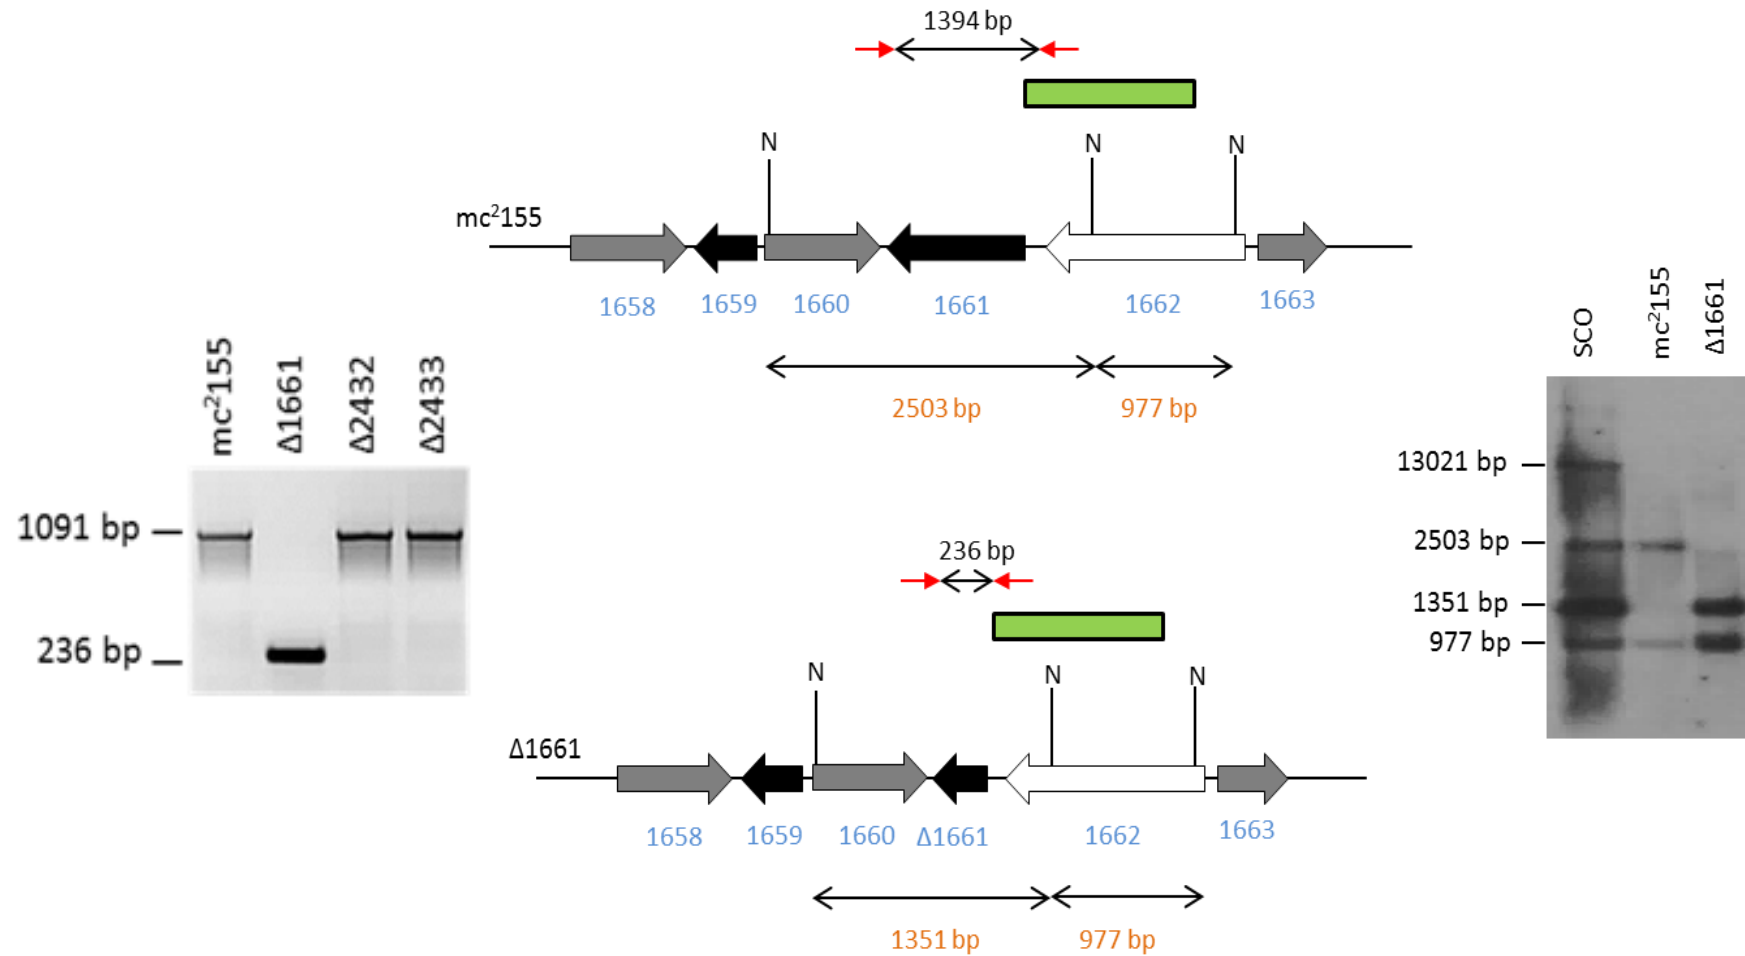 1394 bp
N
N
N
mc²155
1658
1659
1660
1661
1662
1663
2503 bp
977 bp
mc²155
Δ1661
Δ2432
Δ2433
1091 bp
236 bp
236 bp
N
N
N
Δ1661
1658
1659
1660
Δ1661
1662
1663
1351 bp
977 bp
SCO
mc²155
Δ1661
13021 bp
2503 bp
1351 bp
977 bp